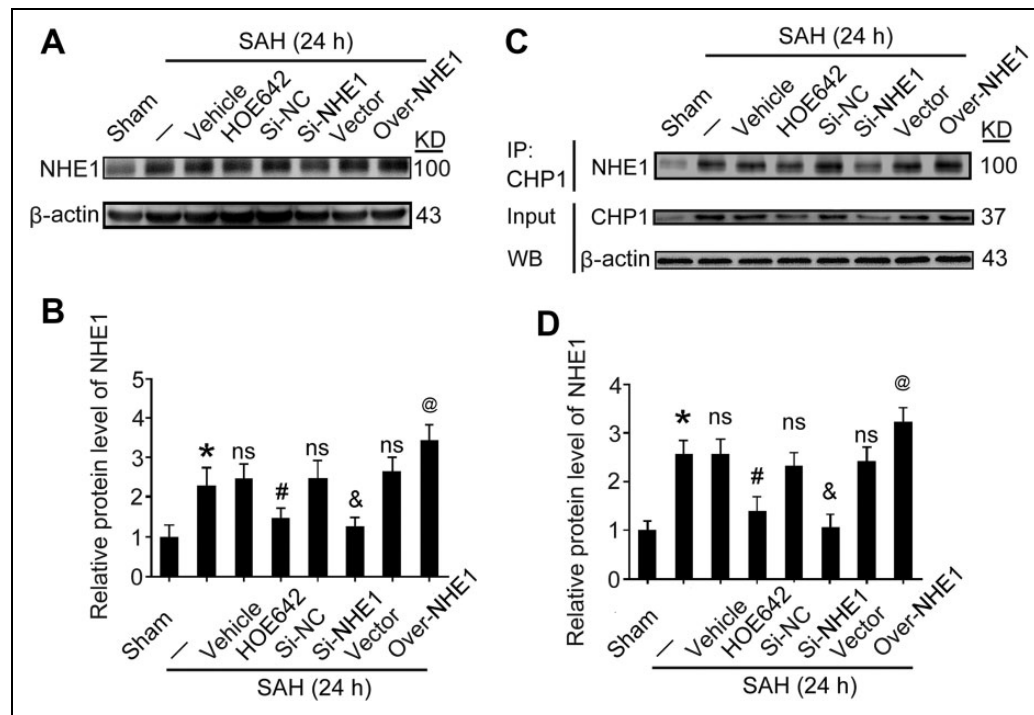 A
SAH (24 h)
Sham
—
Vehicle
HOE642
Si-NC
Si-NHE1
Vector
Over-NHE1
KD
NHE1
100
β-actin
43
B
Relative protein level of NHE1
5
4
3
2
1
0
*
ns
#
ns
&
ns
@
Sham
—
Vehicle
HOE642
Si-NC
Si-NHE1
Vector
Over-NHE1
SAH (24 h)
C
SAH (24 h)
Sham
—
Vehicle
HOE642
Si-NC
Si-NHE1
Vector
Over-NHE1
KD
IP:
CHP1
NHE1
100
Input
CHP1
37
WB
β-actin
43
D
Relative protein level of NHE1
4
3
2
1
0
*
ns
#
ns
&
ns
@
Sham
—
Vehicle
HOE642
Si-NC
Si-NHE1
Vector
Over-NHE1
SAH (24 h)